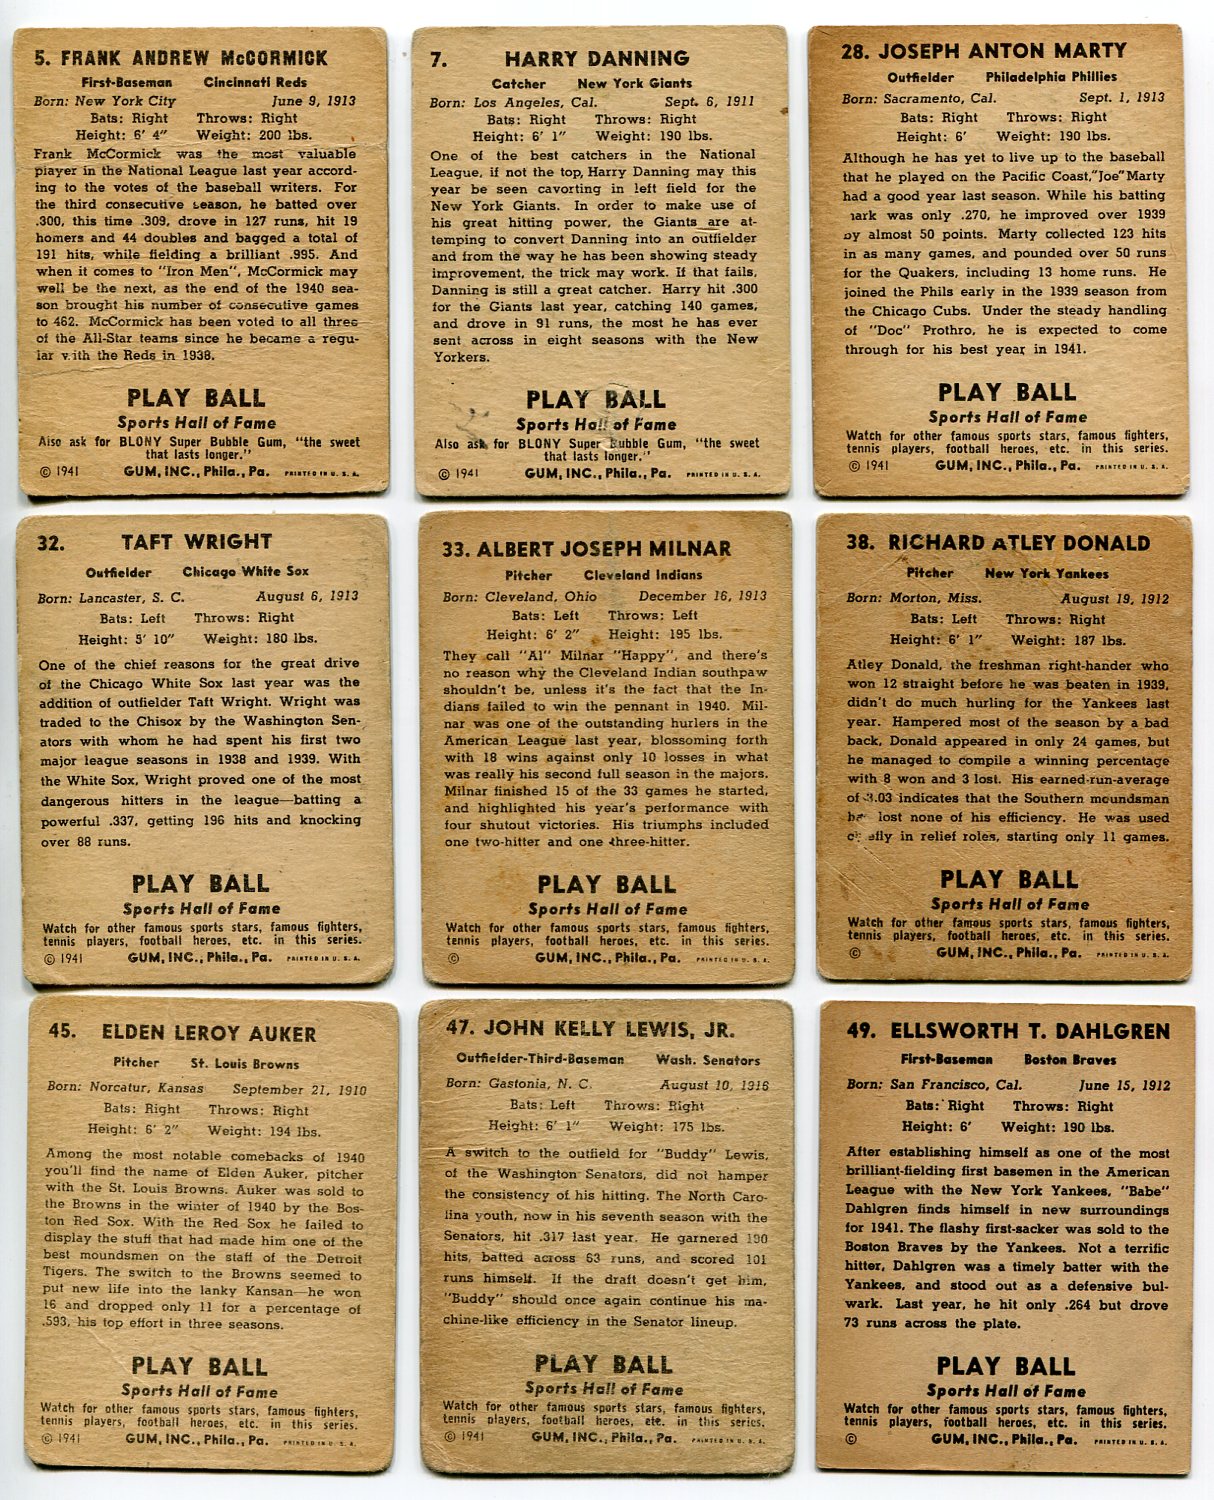 5. FRANK ANDREW McCORMICK
First-Baseman Cincinnati Reds
Born: New York City June 9, 1913
Bats: Right Throws: Right
Height: 6' 4" Weight: 200 lbs.
Frank McCormick was the most valuable
player in the National League last year accord-
ing to the votes of the baseball writers. For
the third consecutive season, he batted over
.300, this time .309, drove in 127 runs, hit 19
homers and 44 doubles and bagged a total of
191 hits, while fielding a brilliant .995. And
when it comes to "Iron Men", McCormick may
well be the next, as the end of the 1940 sea-
son brought his number of consecutive games
to 462. McCormick has been voted to all three
of the All-Star teams since he became a regu-
lar with the Reds in 1938.
PLAY BALL
Sports Hall of Fame
Also ask for BLONY Super Bubble Gum, "the sweet
that lasts longer."
© 1941 GUM, INC., Phila., Pa. PRINTED IN U. S. A.
7. HARRY DANNING
Catcher New York Giants
Born: Los Angeles, Cal. Sept. 6, 1911
Bats: Right Throws: Right
Height: 6' 1" Weight: 190 lbs.
One of the best catchers in the National
League, if not the top, Harry Danning may this
year be seen cavorting in left field for the
New York Giants. In order to make use of
his great hitting power, the Giants are at-
temping to convert Danning into an outfielder
and from the way he has been showing steady
improvement, the trick may work. If that fails,
Danning is still a great catcher. Harry hit .300
for the Giants last year, catching 140 games,
and drove in 91 runs, the most he has ever
sent across in eight seasons with the New
Yorkers.
PLAY BALL
Sports Hall of Fame
Also ask for BLONY Super Bubble Gum, "the sweet
that lasts longer."
© 1941 GUM, INC., Phila., Pa. PRINTED IN U. S. A.
28. JOSEPH ANTON MARTY
Outfielder Philadelphia Phillies
Born: Sacramento, Cal. Sept. 1, 1913
Bats: Right Throws: Right
Height: 6' Weight: 190 lbs.
Although he has yet to live up to the baseball
that he played on the Pacific Coast, "Joe" Marty
had a good year last season. While his batting
ark was only .270, he improved over 1939
by almost 50 points. Marty collected 123 hits
in as many games, and pounded over 50 runs
for the Quakers, including 13 home runs. He
joined the Phils early in the 1939 season from
the Chicago Cubs. Under the steady handling
of "Doc" Prothro, he is expected to come
through for his best year in 1941.
PLAY BALL
Sports Hall of Fame
Watch for other famous sports stars, famous fighters,
tennis players, football heroes, etc. in this series.
© 1941 GUM, INC., Phila., Pa. PRINTED IN U. S. A.
32. TAFT WRIGHT
Outfielder Chicago White Sox
Born: Lancaster, S. C. August 6, 1913
Bats: Left Throws: Right
Height: 5' 10" Weight: 180 lbs.
One of the chief reasons for the great drive
of the Chicago White Sox last year was the
addition of outfielder Taft Wright. Wright was
traded to the Chisox by the Washington Sen-
ators with whom he had spent his first two
major league seasons in 1938 and 1939. With
the White Sox, Wright proved one of the most
dangerous hitters in the league—batting a
powerful .337, getting 196 hits and knocking
over 88 runs.
PLAY BALL
Sports Hall of Fame
Watch for other famous sports stars, famous fighters,
tennis players, football heroes, etc. in this series.
© 1941 GUM, INC., Phila., Pa. PRINTED IN U. S. A.
33. ALBERT JOSEPH MILNAR
Pitcher Cleveland Indians
Born: Cleveland, Ohio December 16, 1913
Bats: Left Throws: Left
Height: 6' 2" Height: 195 lbs.
They call "Al" Milnar "Happy", and there's
no reason why the Cleveland Indian southpaw
shouldn't be, unless it's the fact that the In-
dians failed to win the pennant in 1940. Mil-
nar was one of the outstanding hurlers in the
American League last year, blossoming forth
with 18 wins against only 10 losses in what
was really his second full season in the majors.
Milnar finished 15 of the 33 games he started,
and highlighted his year's performance with
four shutout victories. His triumphs included
one two-hitter and one three-hitter.
PLAY BALL
Sports Hall of Fame
Watch for other famous sports stars, famous fighters,
tennis players, football heroes, etc. in this series.
© GUM, INC., Phila., Pa. PRINTED IN U. S. A.
38. RICHARD ATLEY DONALD
Pitcher New York Yankees
Born: Morton, Miss. August 19, 1912
Bats: Left Throws: Right
Height: 6' 1" Weight: 187 lbs.
Atley Donald, the freshman right-hander who
won 12 straight before he was beaten in 1939,
didn't do much hurling for the Yankees last
year. Hampered most of the season by a bad
back, Donald appeared in only 24 games, but
he managed to compile a winning percentage
with 8 won and 3 lost. His earned-run-average
of 3.03 indicates that the Southern moundsman
lost none of his efficiency. He was used
chiefly in relief roles, starting only 11 games.
PLAY BALL
Sports Hall of Fame
Watch for other famous sports stars, famous fighters,
tennis players, football heroes, etc. in this series.
© GUM, INC., Phila., Pa. PRINTED IN U. S. A.
45. ELDEN LEROY AUKER
Pitcher St. Louis Browns
Born: Norcatur, Kansas September 21, 1910
Bats: Right Throws: Right
Height: 6' 2" Weight: 194 lbs.
Among the most notable comebacks of 1940
you'll find the name of Elden Auker, pitcher
with the St. Louis Browns. Auker was sold to
the Browns in the winter of 1940 by the Bos-
ton Red Sox. With the Red Sox he failed to
display the stuff that had made him one of the
best moundsmen on the staff of the Detroit
Tigers. The switch to the Browns seemed to
put new life into the lanky Kansan—he won
16 and dropped only 11 for a percentage of
.593, his top effort in three seasons.
PLAY BALL
Sports Hall of Fame
Watch for other famous sports stars, famous fighters,
tennis players, football heroes, etc. in this series.
© 1941 GUM, INC., Phila., Pa. PRINTED IN U. S. A.
47. JOHN KELLY LEWIS, JR.
Outfielder-Third-Baseman Wash. Senators
Born: Gastonia, N. C. August 10, 1916
Bats: Left Throws: Right
Height: 6' 1" Weight: 175 lbs.
A switch to the outfield for "Buddy" Lewis,
of the Washington Senators, did not hamper
the consistency of his hitting. The North Caro-
lina youth, now in his seventh season with the
Senators, hit .317 last year. He garnered 190
hits, batted across 63 runs, and scored 101
runs himself. If the draft doesn't get him,
"Buddy" should once again continue his ma-
chine-like efficiency in the Senator lineup.
PLAY BALL
Sports Hall of Fame
Watch for other famous sports stars, famous fighters,
tennis players, football heroes, etc. in this series.
© 1941 GUM, INC., Phila., Pa. PRINTED IN U. S. A.
49. ELLSWORTH T. DAHLGREN
First-Baseman Boston Braves
Born: San Francisco, Cal. June 15, 1912
Bats: Right Throws: Right
Height: 6' Weight: 190 lbs.
After establishing himself as one of the most
brilliant-fielding first basemen in the American
League with the New York Yankees, "Babe"
Dahlgren finds himself in new surroundings
for 1941. The flashy first-sacker was sold to the
Boston Braves by the Yankees. Not a terrific
hitter, Dahlgren was a timely batter with the
Yankees, and stood out as a defensive bul-
wark. Last year, he hit only .264 but drove
73 runs across the plate.
PLAY BALL
Sports Hall of Fame
Watch for other famous sports stars, famous fighters,
tennis players, football heroes, etc. in this series.
© GUM, INC., Phila., Pa. PRINTED IN U. S. A.